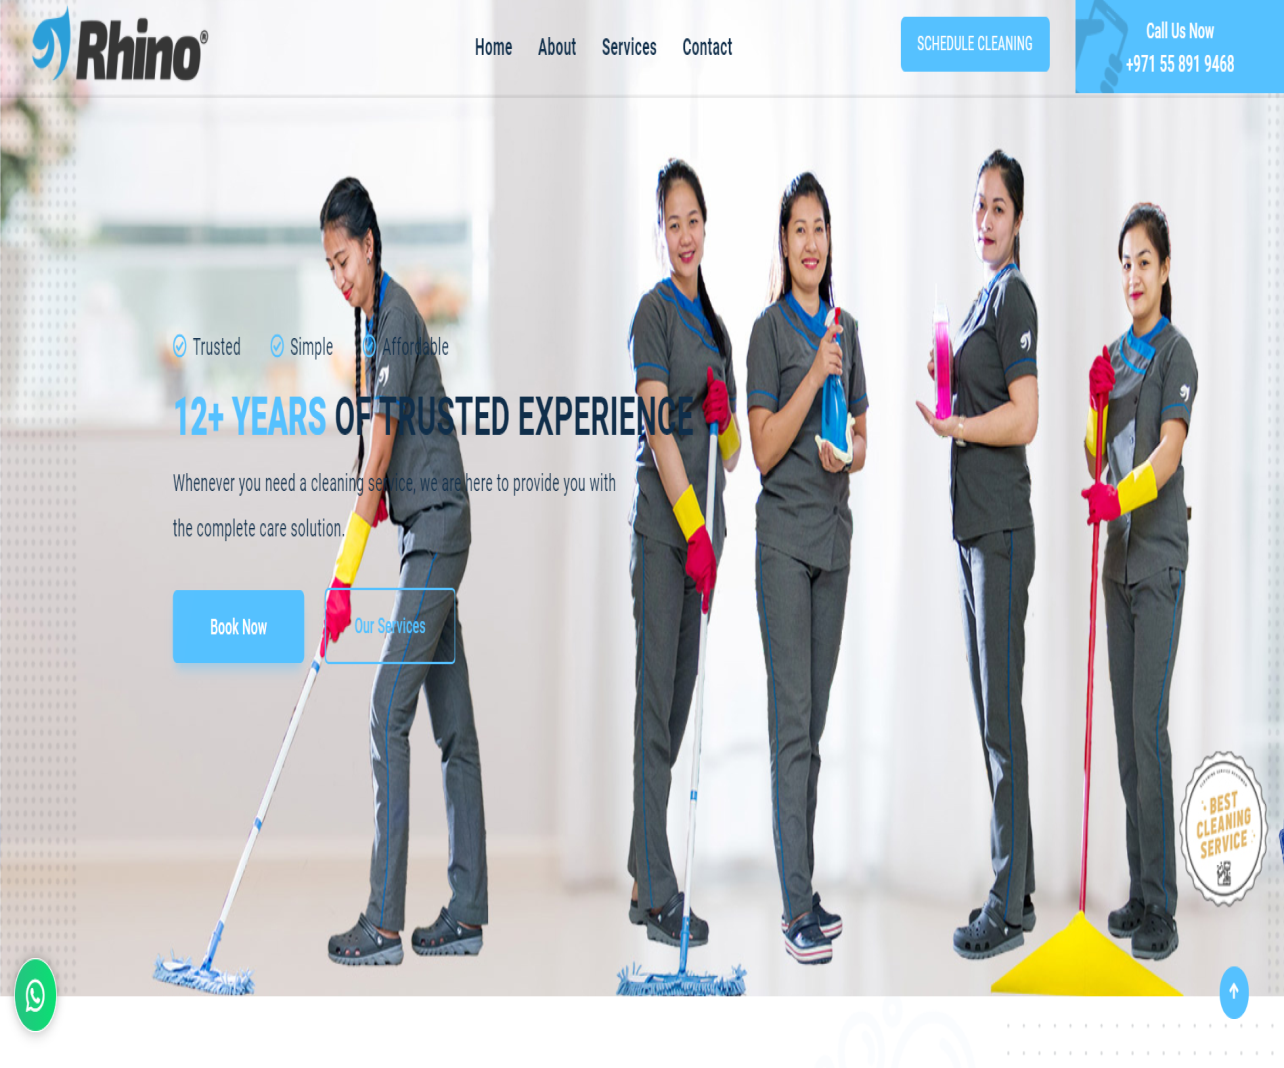 Rhino®
Home About Services Contact
SCHEDULE CLEANING
Call Us Now
+971 55 891 9468
Trusted Simple Affordable
12+ YEARS OF TRUSTED EXPERIENCE
Whenever you need a cleaning service, we are here to provide you with
the complete care solution.
Book Now Our Services
BEST
CLEANING
SERVICE